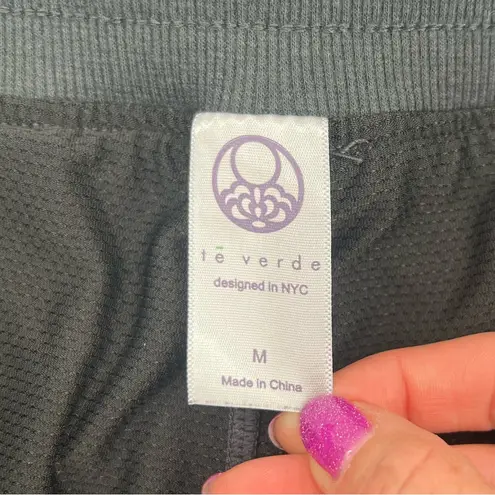 tē verde
designed in NYC
M
Made in China